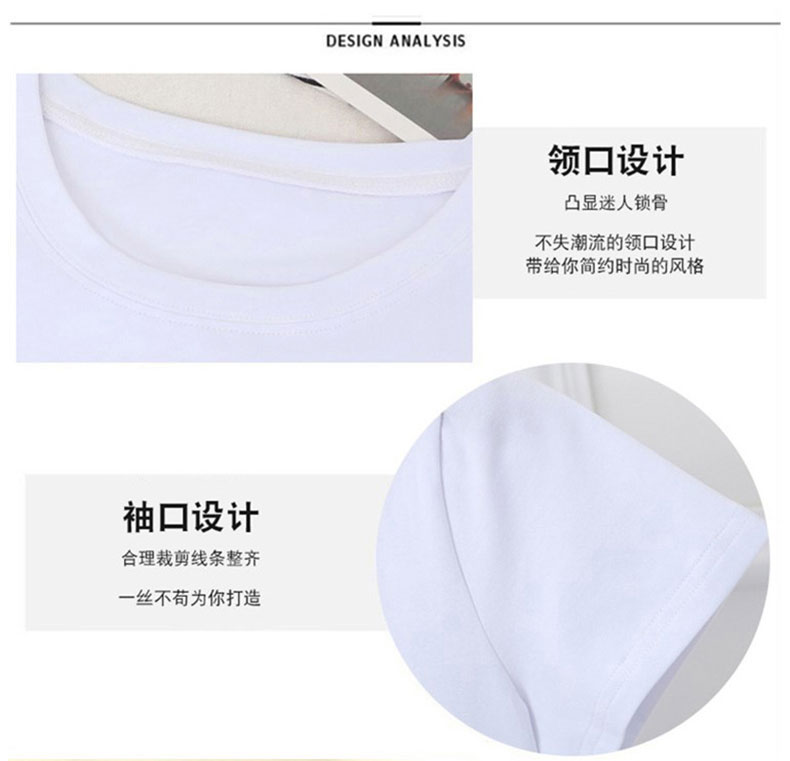 DESIGN ANALYSIS
领口设计
凸显迷人锁骨
不失潮流的领口设计
带给你简约时尚的风格
袖口设计
合理裁剪线条整齐
一丝不苟为你打造